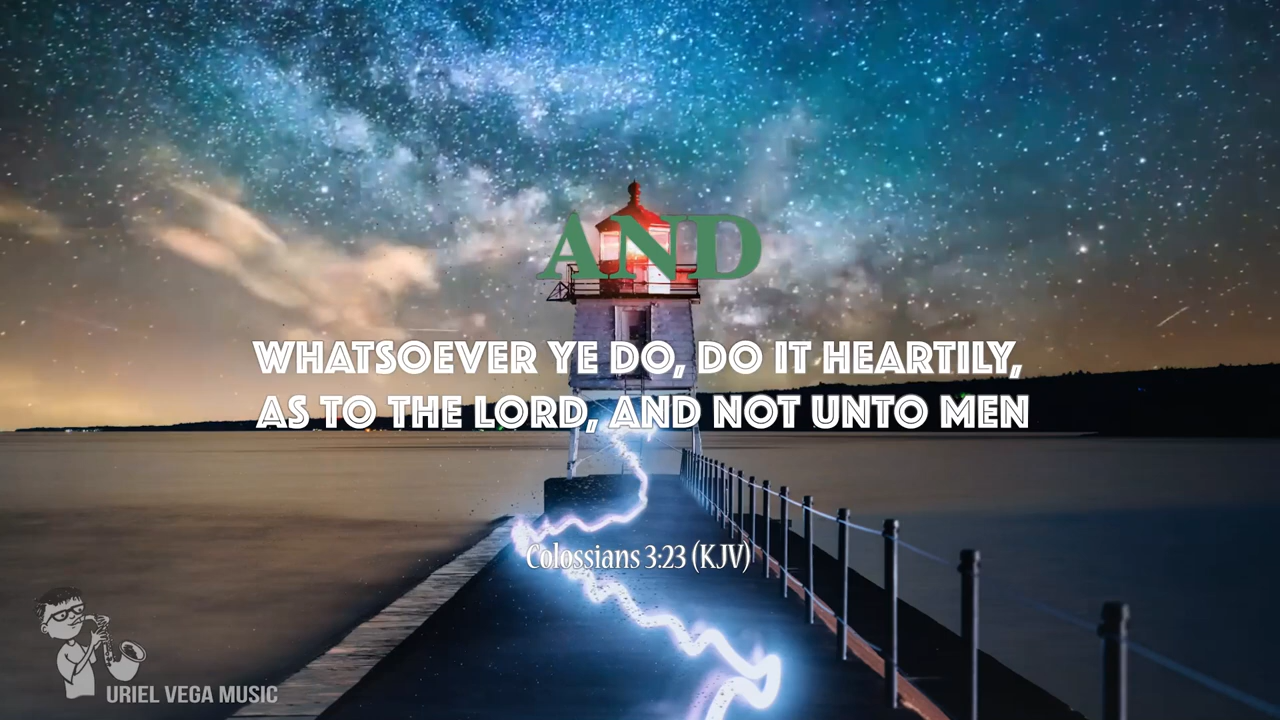 AND
WHATSOEVER YE DO, DO IT HEARTILY,
AS TO THE LORD, AND NOT UNTO MEN
Colossians 3:23 (KJV)
URIEL VEGA MUSIC